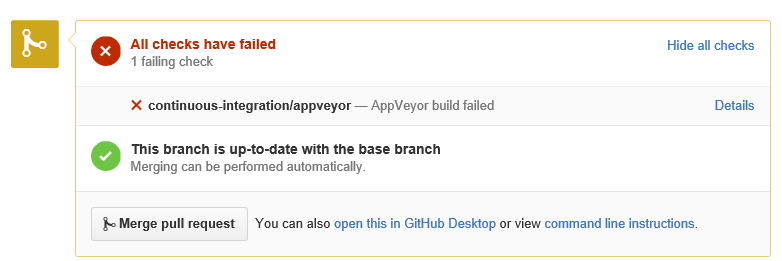 All checks have failed
Hide all checks
1 failing check
continuous-integration/appveyor — AppVeyor build failed
Details
This branch is up-to-date with the base branch
Merging can be performed automatically.
Merge pull request You can also open this in GitHub Desktop or view command line instructions.